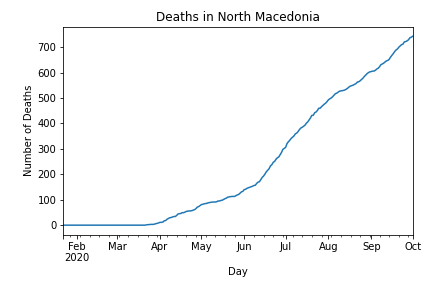 Deaths in North Macedonia
700
600
500
400
300
200
100
0
Number of Deaths
Feb Mar Apr May Jun Jul Aug Sep Oct
2020
Day